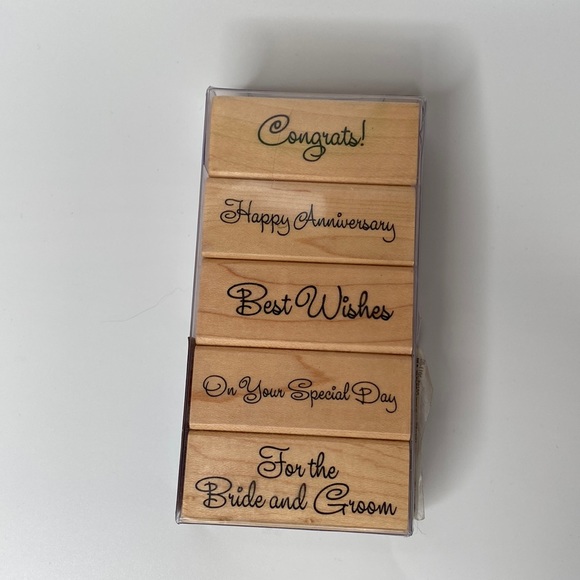 Congrats!
Happy Anniversary
Best Wishes
On Your Special Day
For the
Bride and Groom